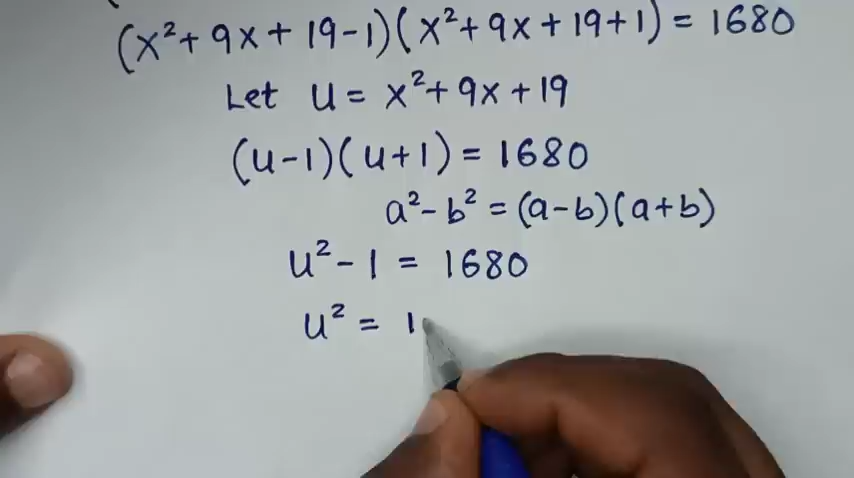 (x²+9x+19-1)(x²+9x+19+1)=1680
Let u=x²+9x+19
(u-1)(u+1)=1680
a²-b²=(a-b)(a+b)
u²-1=1680
u²=1